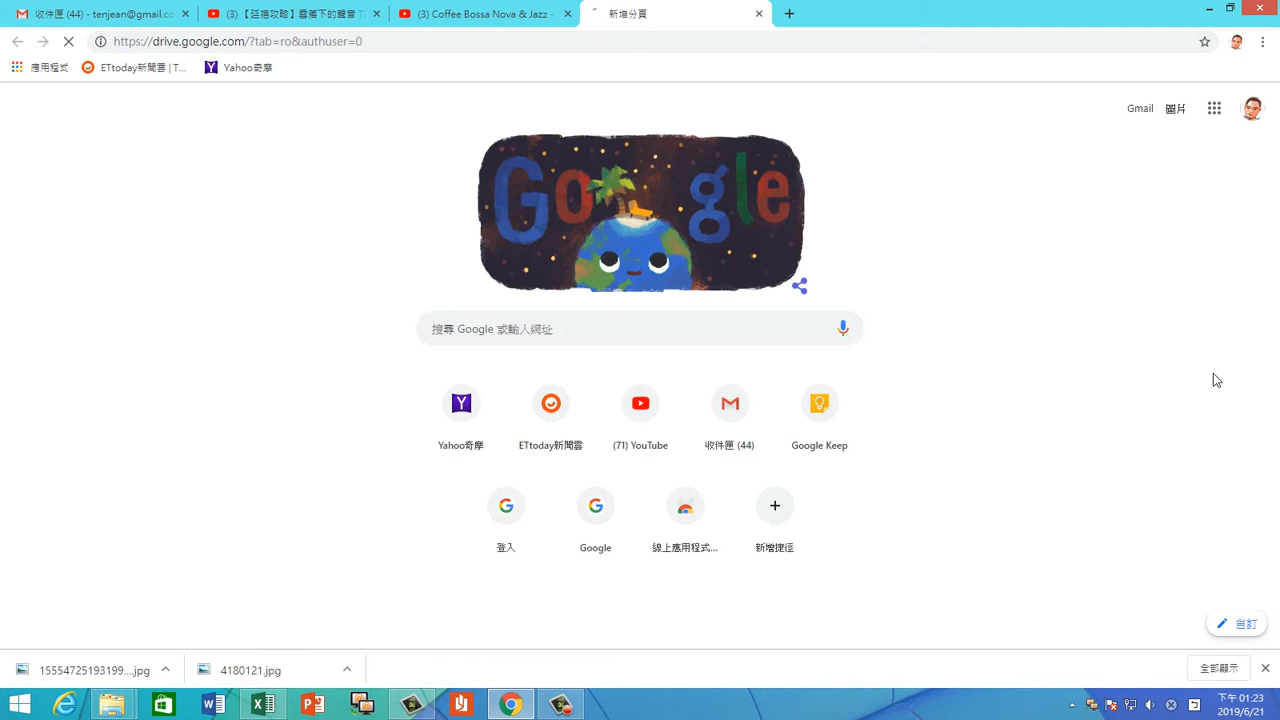 收件匣 (44) - tenjean@gmail.co
(3) 【延禧攻略】雪落下的聲音 T
(3) Coffee Bossa Nova & Jazz -
新增分頁
https://drive.google.com/?tab=ro&authuser=0
應用程式
ETtoday新聞雲 | T...
Yahoo奇摩
Gmail
圖片
Google
搜尋 Google 或輸入網址
Yahoo奇摩
ETtoday新聞雲
(71) YouTube
收件匣 (44)
Google Keep
登入
Google
線上應用程式...
新增捷徑
自訂
15554725193199....jpg
4180121.jpg
全部顯示
下午 01:23
2019/6/21